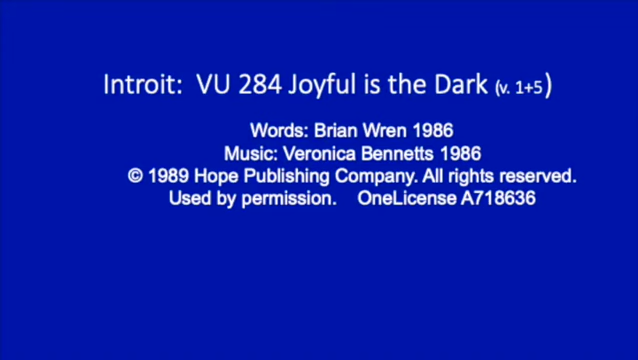 Introit: VU 284 Joyful is the Dark (v. 1+5)
Words: Brian Wren 1986
Music: Veronica Bennetts 1986
© 1989 Hope Publishing Company. All rights reserved.
Used by permission. OneLicense A718636